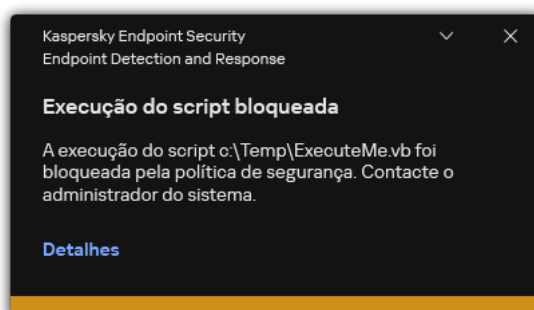 Kaspersky Endpoint Security
Endpoint Detection and Response
Execução do script bloqueada
A execução do script c:\Temp\ExecuteMe.vb foi
bloqueada pela política de segurança. Contacte o
administrador do sistema.
Detalhes